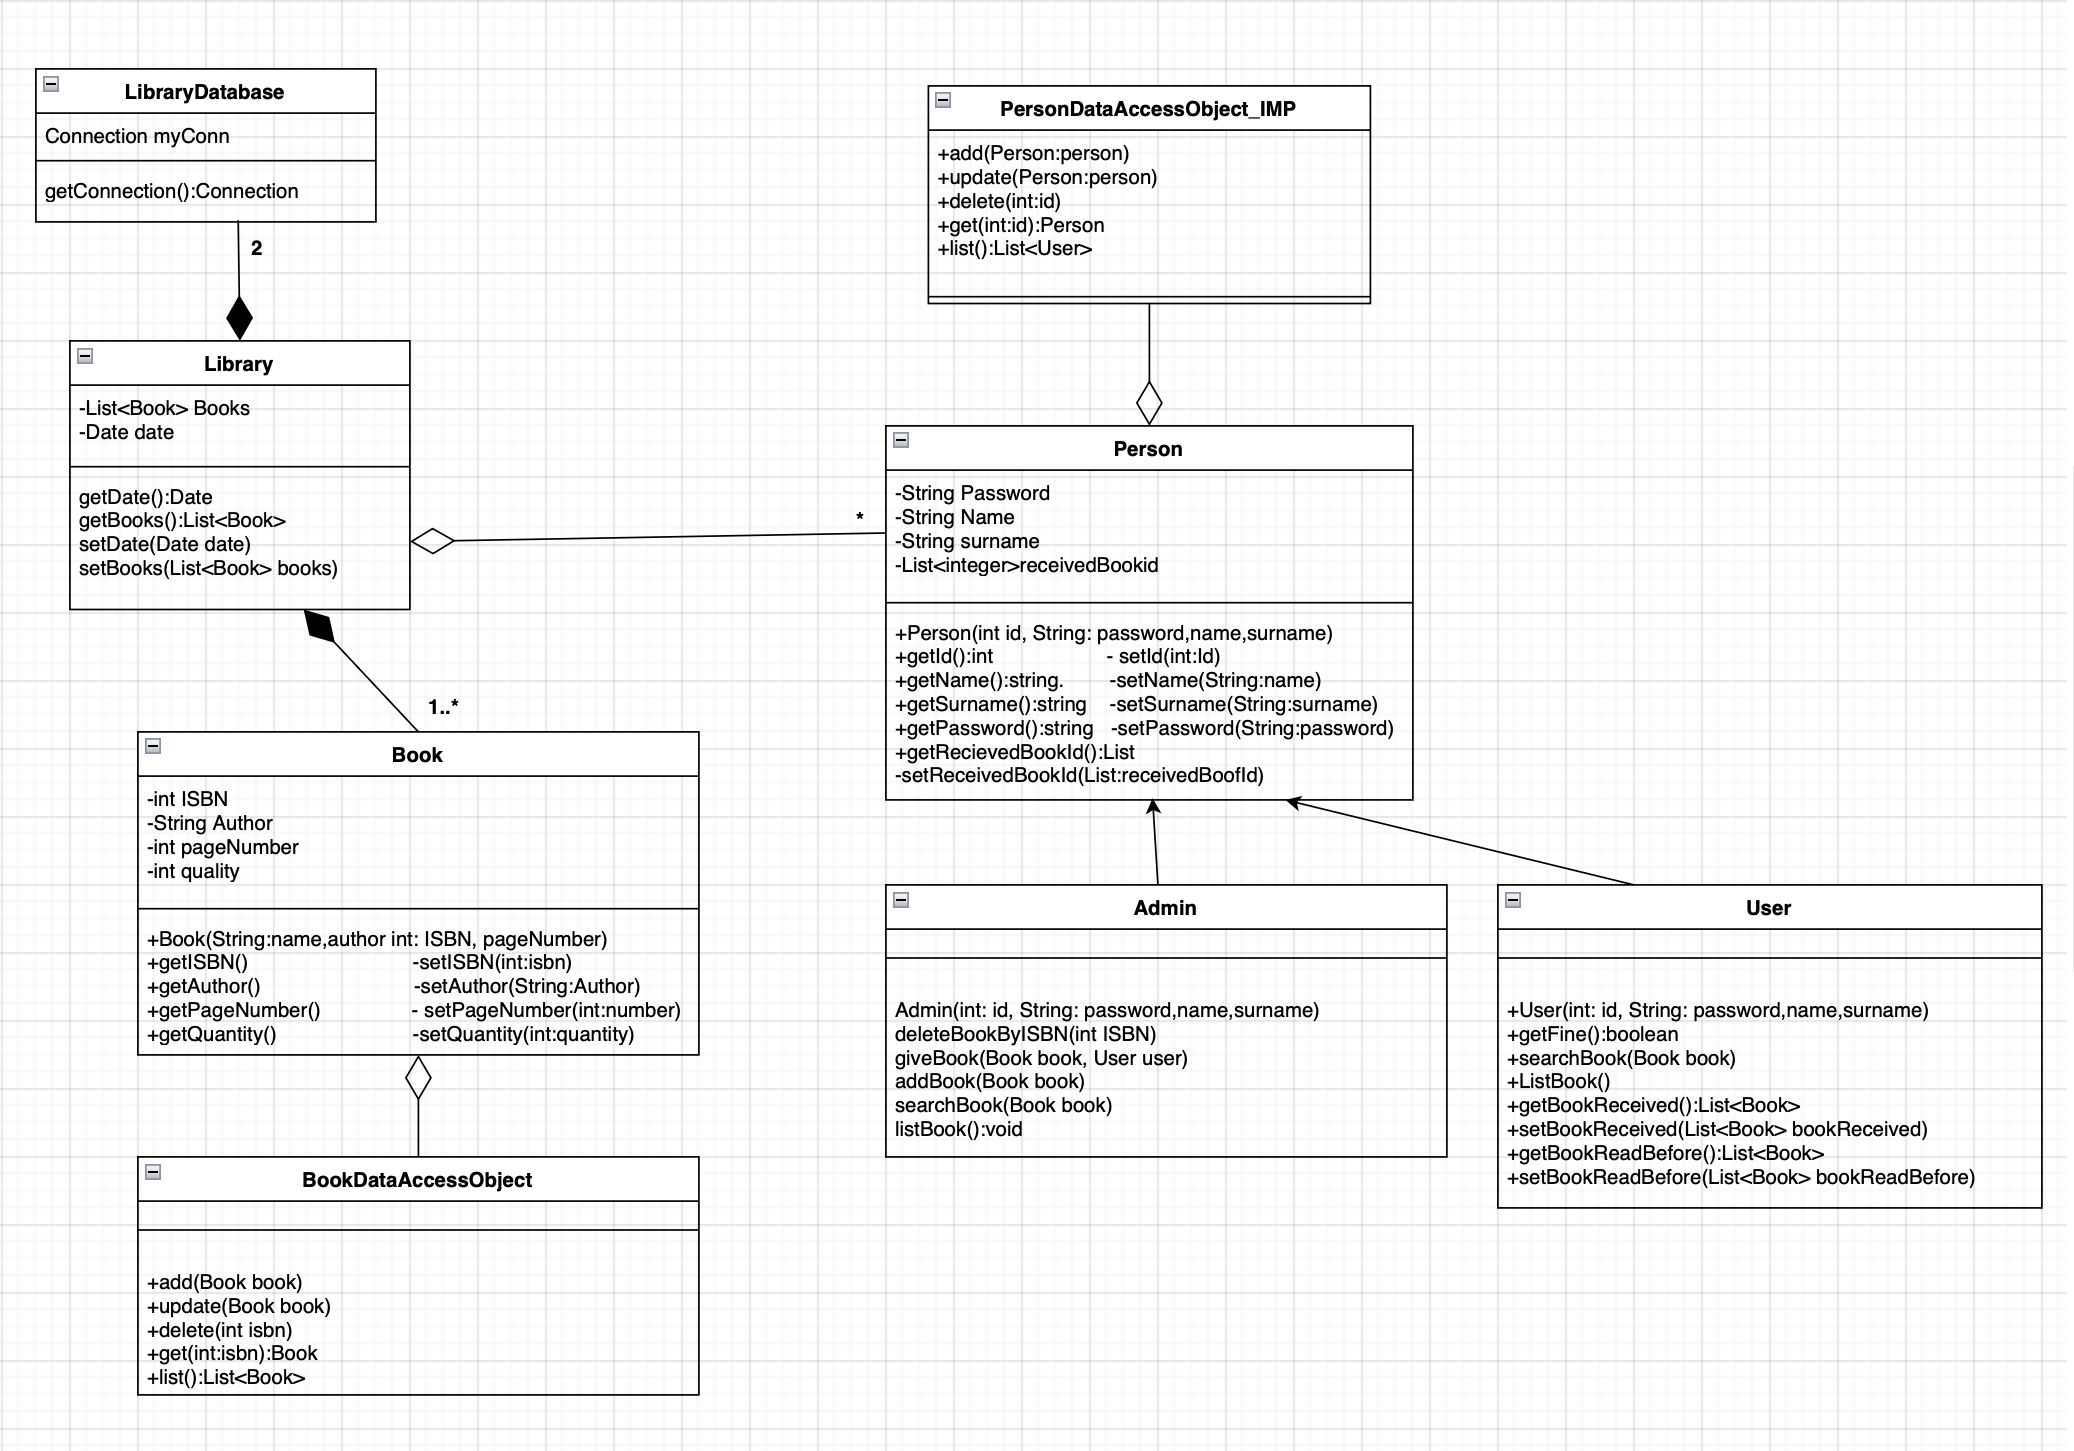 LibraryDatabase
Connection myConn
getConnection():Connection
2
Library
-List<Book> Books
-Date date
getDate():Date
getBooks():List<Book>
setDate(Date date)
setBooks(List<Book> books)
*
1..*
Book
-int ISBN
-String Author
-int pageNumber
-int quality
+Book(String:name,author int: ISBN, pageNumber)
+getISBN() -setISBN(int:isbn)
+getAuthor() -setAuthor(String:Author)
+getPageNumber() - setPageNumber(int:number)
+getQuantity() -setQuantity(int:quantity)
BookDataAccessObject
+add(Book book)
+update(Book book)
+delete(int isbn)
+get(int:isbn):Book
+list():List<Book>
PersonDataAccessObject_IMP
+add(Person:person)
+update(Person:person)
+delete(int:id)
+get(int:id):Person
+list():List<User>
Person
-String Password
-String Name
-String surname
-List<integer>receivedBookid
+Person(int id, String: password,name,surname)
+getId():int - setId(int:Id)
+getName():string. -setName(String:name)
+getSurname():string -setSurname(String:surname)
+getPassword():string -setPassword(String:password)
+getRecievedBookId():List
-setReceivedBookId(List:receivedBoofId)
Admin
Admin(int: id, String: password,name,surname)
deleteBookByISBN(int ISBN)
giveBook(Book book, User user)
addBook(Book book)
searchBook(Book book)
listBook():void
User
+User(int: id, String: password,name,surname)
+getFine():boolean
+searchBook(Book book)
+ListBook()
+getBookReceived():List<Book>
+setBookReceived(List<Book> bookReceived)
+getBookReadBefore():List<Book>
+setBookReadBefore(List<Book> bookReadBefore)